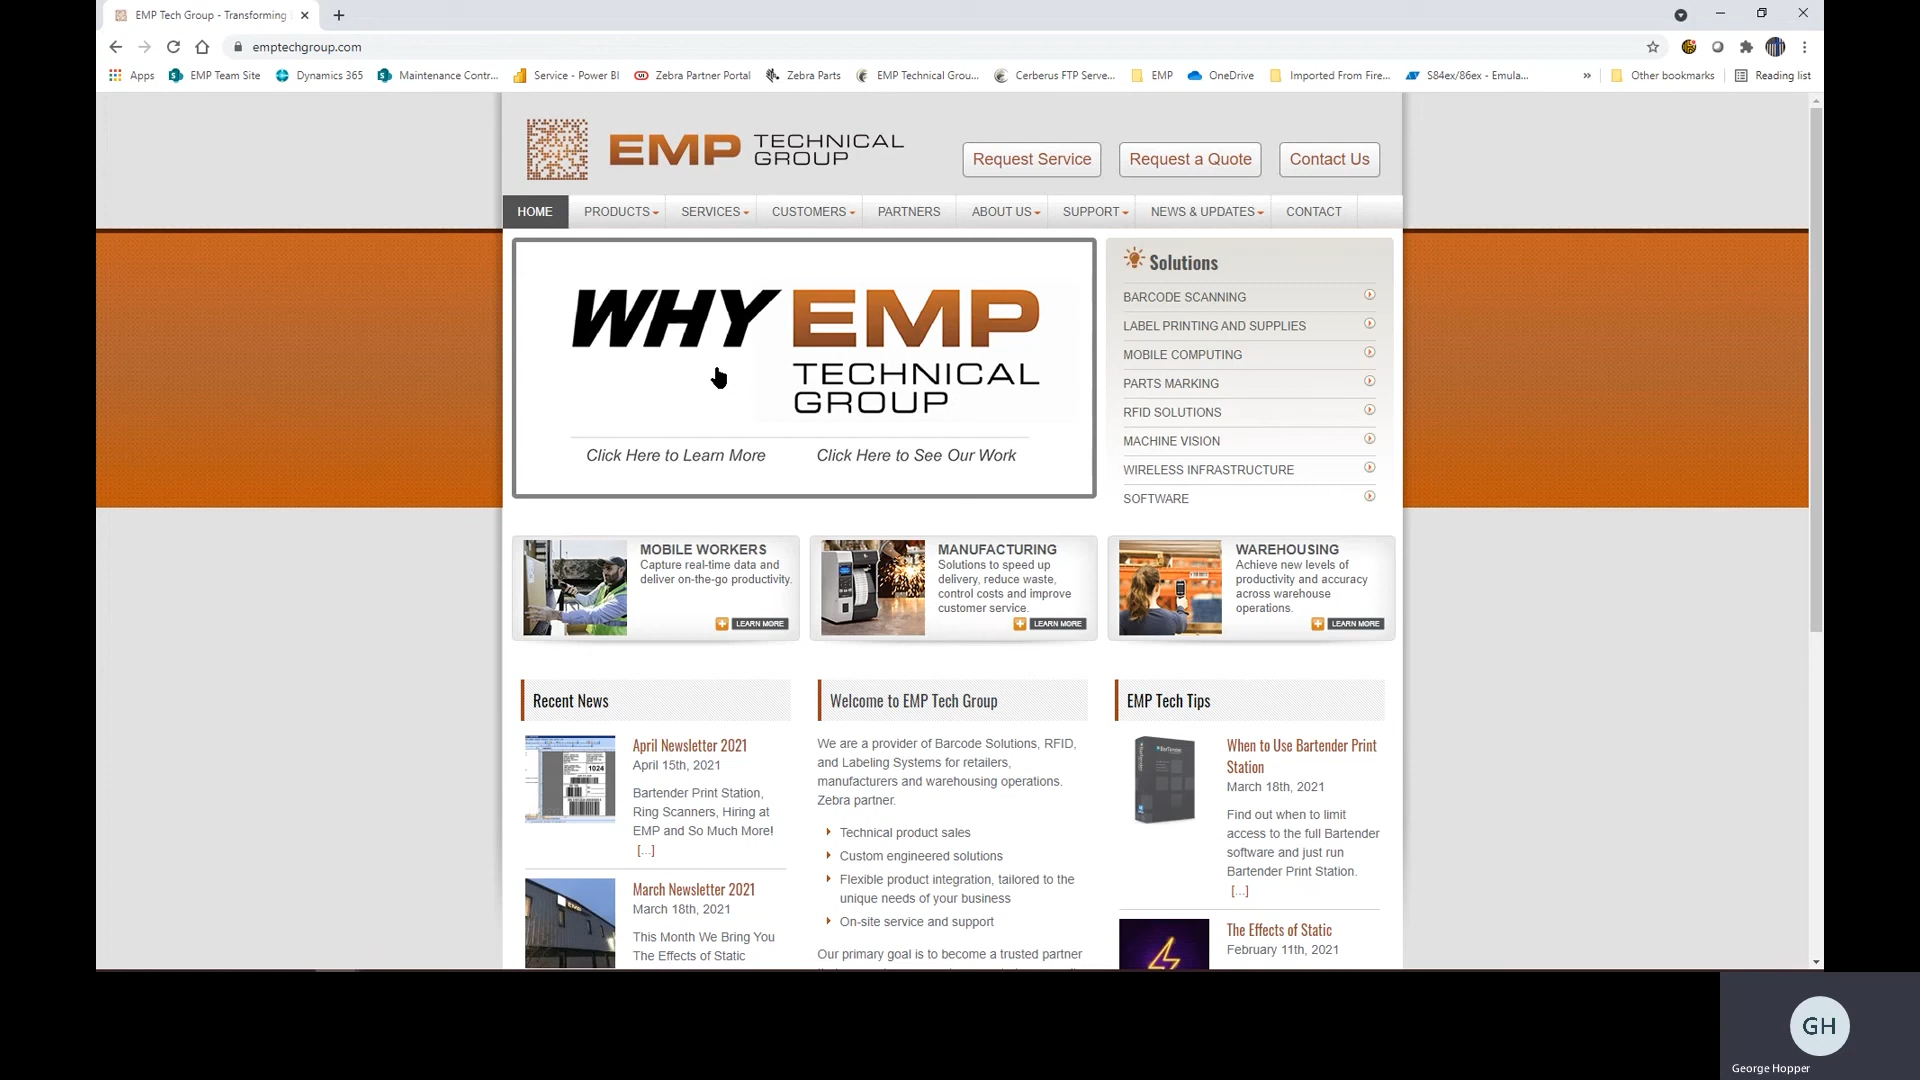 EMP Tech Group - Transforming
emptechgroup.com
Apps
EMP Team Site
Dynamics 365
Maintenance Contr...
Service - Power BI
Zebra Partner Portal
Zebra Parts
EMP Technical Grou...
Cerberus FTP Serve...
EMP
OneDrive
Imported From Fire...
S84ex/86ex - Emula...
Other bookmarks
Reading list
EMP TECHNICAL GROUP
Request Service
Request a Quote
Contact Us
HOME
PRODUCTS
SERVICES
CUSTOMERS
PARTNERS
ABOUT US
SUPPORT
NEWS & UPDATES
CONTACT
WHY EMP
TECHNICAL
GROUP
Click Here to Learn More
Click Here to See Our Work
Solutions
BARCODE SCANNING
LABEL PRINTING AND SUPPLIES
MOBILE COMPUTING
PARTS MARKING
RFID SOLUTIONS
MACHINE VISION
WIRELESS INFRASTRUCTURE
SOFTWARE
MOBILE WORKERS
Capture real-time data and
deliver on-the-go productivity.
LEARN MORE
MANUFACTURING
Solutions to speed up
delivery, reduce waste,
control costs and improve
customer service.
LEARN MORE
WAREHOUSING
Achieve new levels of
productivity and accuracy
across warehouse
operations.
LEARN MORE
Recent News
1024
April Newsletter 2021
April 15th, 2021
Bartender Print Station,
Ring Scanners, Hiring at
EMP and So Much More!
[...]
EMP
March Newsletter 2021
March 18th, 2021
This Month We Bring You
The Effects of Static
Welcome to EMP Tech Group
We are a provider of Barcode Solutions, RFID,
and Labeling Systems for retailers,
manufacturers and warehousing operations.
Zebra partner.
Technical product sales
Custom engineered solutions
Flexible product integration, tailored to the
unique needs of your business
On-site service and support
Our primary goal is to become a trusted partner
EMP Tech Tips
BarTender
When to Use Bartender Print
Station
March 18th, 2021
Find out when to limit
access to the full Bartender
software and just run
Bartender Print Station.
[...]
The Effects of Static
February 11th, 2021
GH
George Hopper